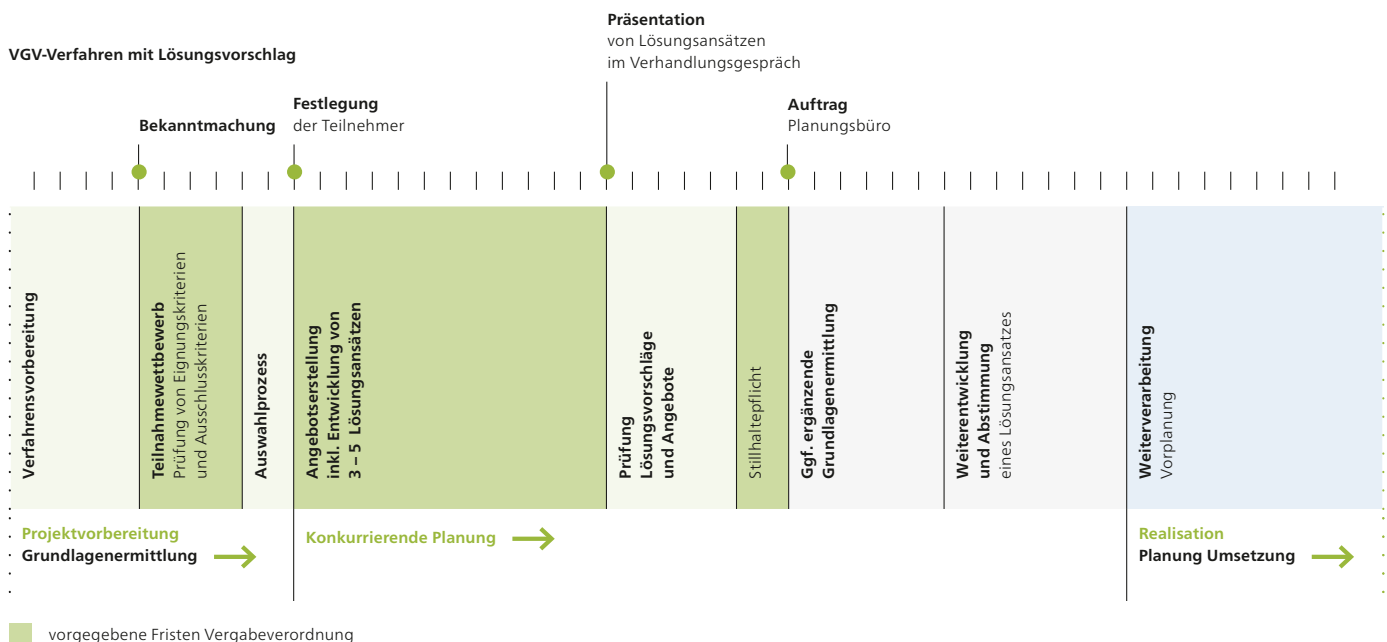 VGV-Verfahren mit Lösungsvorschlag
Bekanntmachung
Festlegung
der Teilnehmer
Präsentation
von Lösungsansätzen
im Verhandlungsgespräch
Auftrag
Planungsbüro
Verfahrensvorbereitung
Teilnahmewettbewerb
Prüfung von Eignungskriterien
und Ausschlusskriterien
Auswahlprozess
Angebotserstellung
inkl. Entwicklung von
3 – 5 Lösungsansätzen
Prüfung
Lösungsvorschläge
und Angebote
Stillhaltepflicht
Ggf. ergänzende
Grundlagenermittlung
Weiterentwicklung
und Abstimmung
eines Lösungsansatzes
Weiterverarbeitung
Vorplanung
Projektvorbereitung
Grundlagenermittlung
Konkurrierende Planung
Realisation
Planung Umsetzung
vorgegebene Fristen Vergabeverordnung